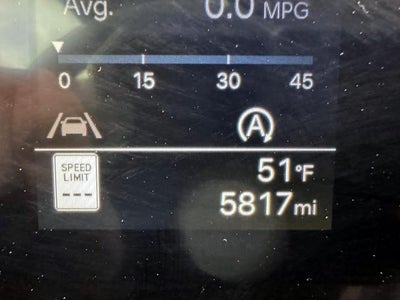 Avg. 0.0 MPG
0 15 30 45
A
SPEED
LIMIT
---
51°F
5817mi